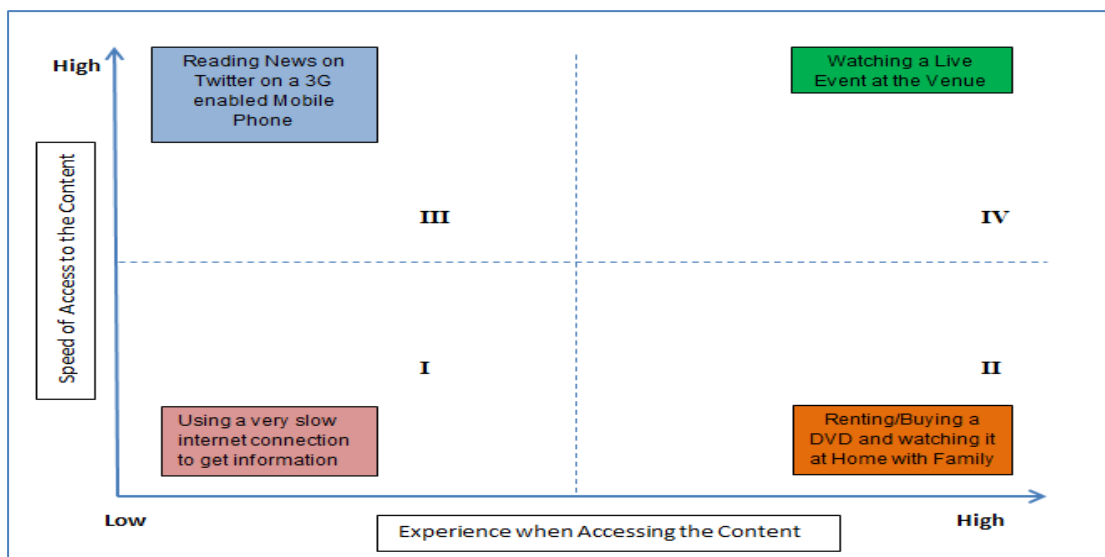 High
Reading News on
Twitter on a 3G
enabled Mobile
Phone
Watching a Live
Event at the Venue
Speed of Access to the Content
III
IV
I
II
Using a very slow
internet connection
to get information
Renting/Buying a
DVD and watching it
at Home with Family
Low
Experience when Accessing the Content
High